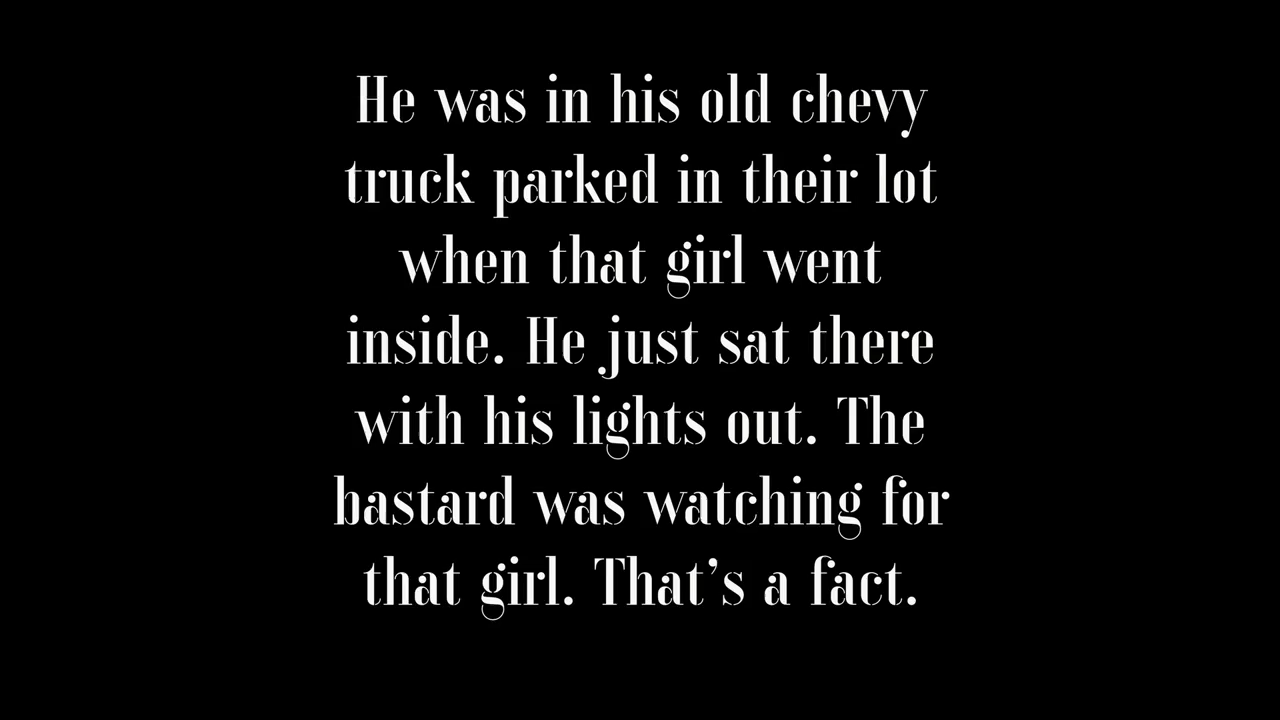 He was in his old chevy
truck parked in their lot
when that girl went
inside. He just sat there
with his lights out. The
bastard was watching for
that girl. That’s a fact.